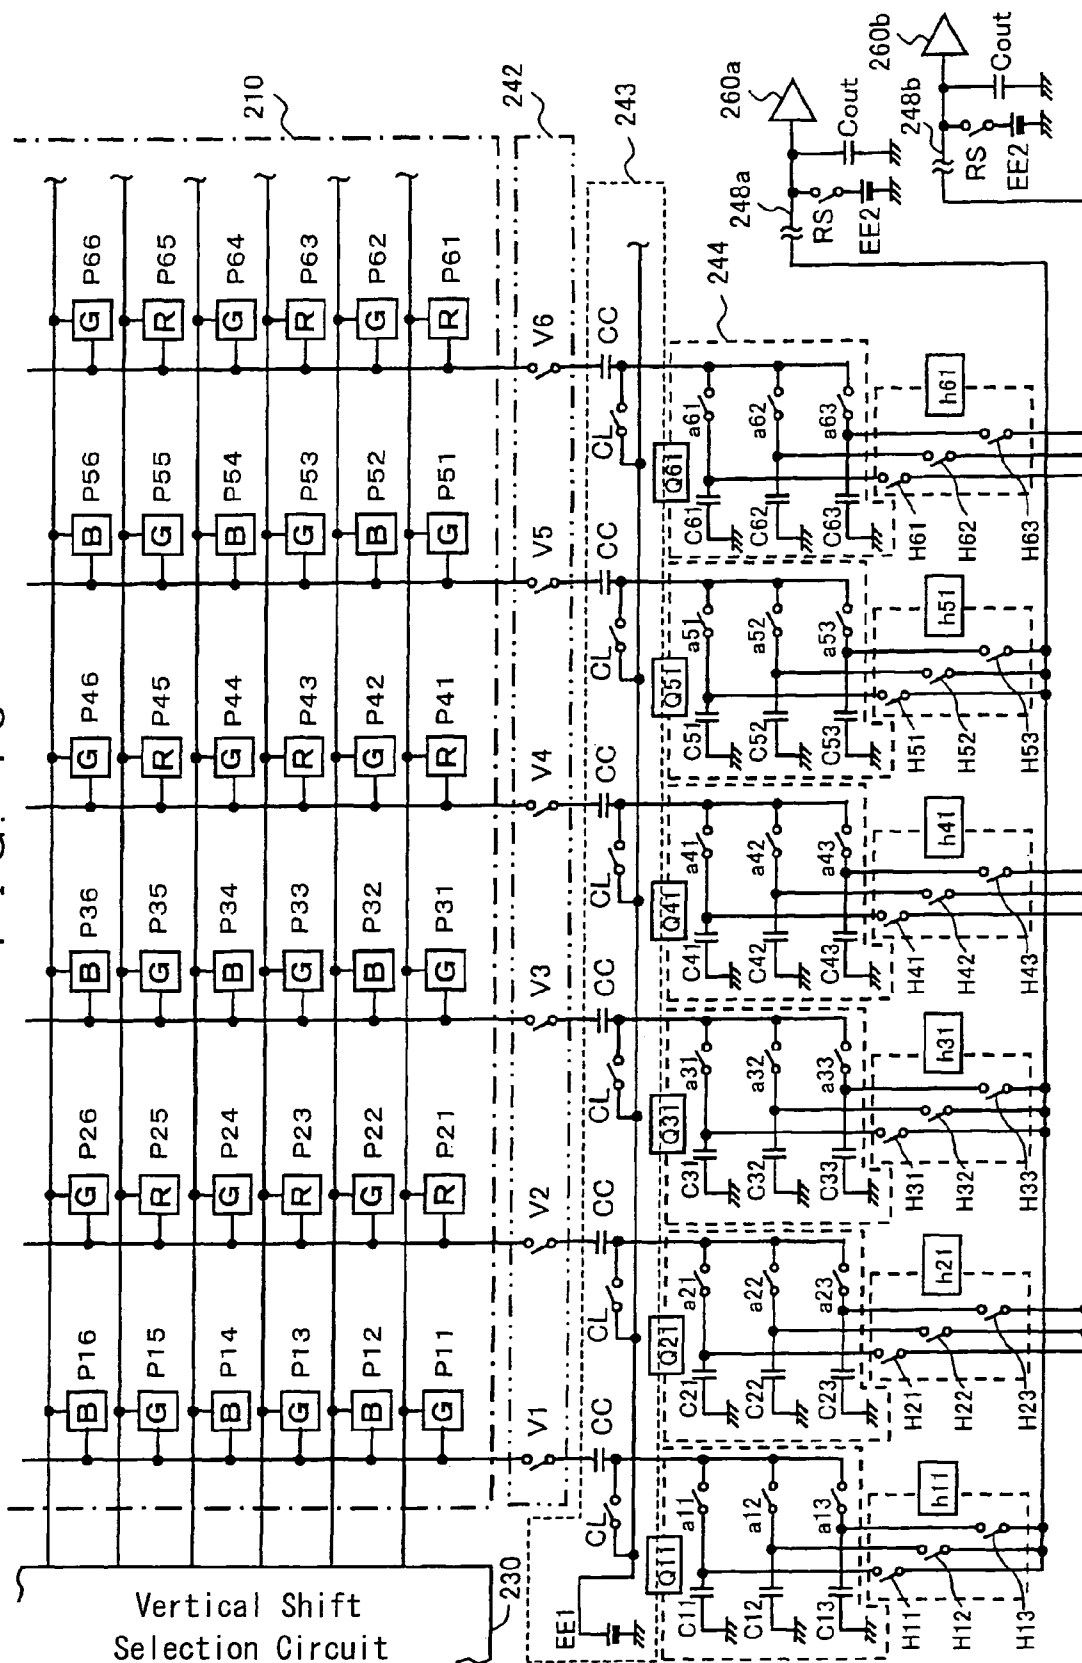 210
B P16 G P26 B P36 G P46 B P56 G P66
G P15 R P25 G P35 R P45 G P55 R P65
B P14 G P24 B P34 G P44 B P54 G P64
G P13 R P23 G P33 R P43 G P53 R P63
B P12 G P22 B P32 G P42 B P52 G P62
G P11 R P21 G P31 R P41 G P51 R P61
Vertical Shift
Selection Circuit
230
242
V1 V2 V3 V4 V5 V6
243
CC CC CC CC CC CC
CL CL CL CL CL CL
EE1
244
Q11 Q21 Q31 Q41 Q51 Q61
C11 a11 C21 a21 C31 a31 C41 a41 C51 a51 C61 a61
C12 a12 C22 a22 C32 a32 C42 a42 C52 a52 C62 a62
C13 a13 C23 a23 C33 a33 C43 a43 C53 a53 C63 a63
h11 h21 h31 h41 h51 h61
H11 H21 H31 H41 H51 H61
H12 H22 H32 H42 H52 H62
H13 H23 H33 H43 H53 H63
248a
260a
RS
EE2
Cout
248b
260b
RS
EE2
Cout